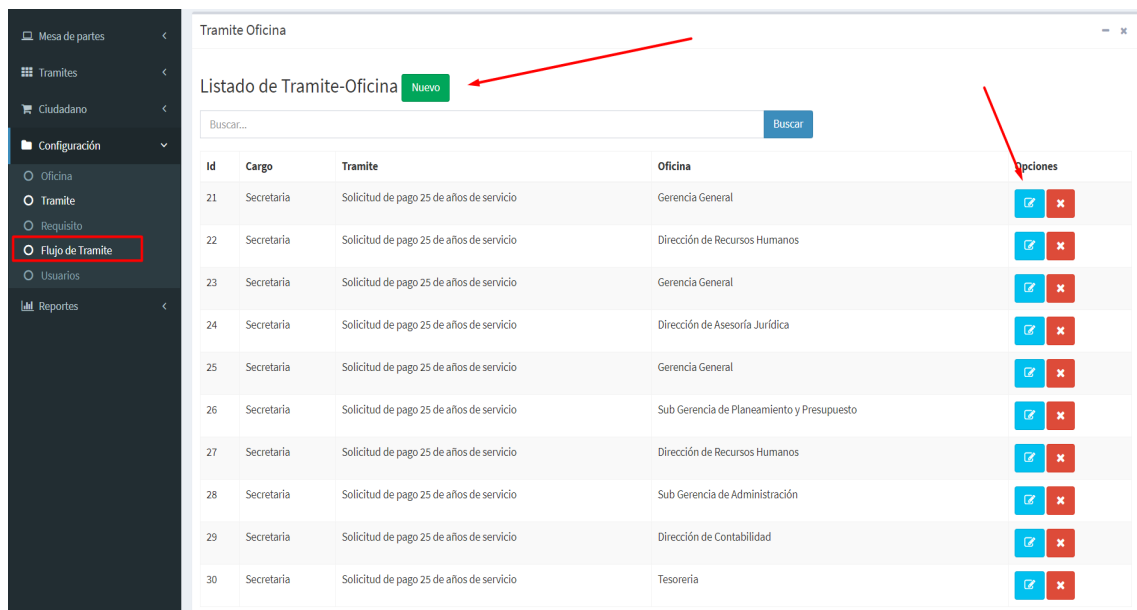 Mesa de partes
Tramites
Ciudadano
Configuración
Oficina
Tramite
Requisito
Flujo de Tramite
Usuarios
Reportes
Tramite Oficina
Listado de Tramite-Oficina Nuevo
Buscar... Buscar
Id Cargo Tramite Oficina Opciones
21 Secretaria Solicitud de pago 25 de años de servicio Gerencia General
22 Secretaria Solicitud de pago 25 de años de servicio Dirección de Recursos Humanos
23 Secretaria Solicitud de pago 25 de años de servicio Gerencia General
24 Secretaria Solicitud de pago 25 de años de servicio Dirección de Asesoría Jurídica
25 Secretaria Solicitud de pago 25 de años de servicio Gerencia General
26 Secretaria Solicitud de pago 25 de años de servicio Sub Gerencia de Planeamiento y Presupuesto
27 Secretaria Solicitud de pago 25 de años de servicio Dirección de Recursos Humanos
28 Secretaria Solicitud de pago 25 de años de servicio Sub Gerencia de Administración
29 Secretaria Solicitud de pago 25 de años de servicio Dirección de Contabilidad
30 Secretaria Solicitud de pago 25 de años de servicio Tesoreria